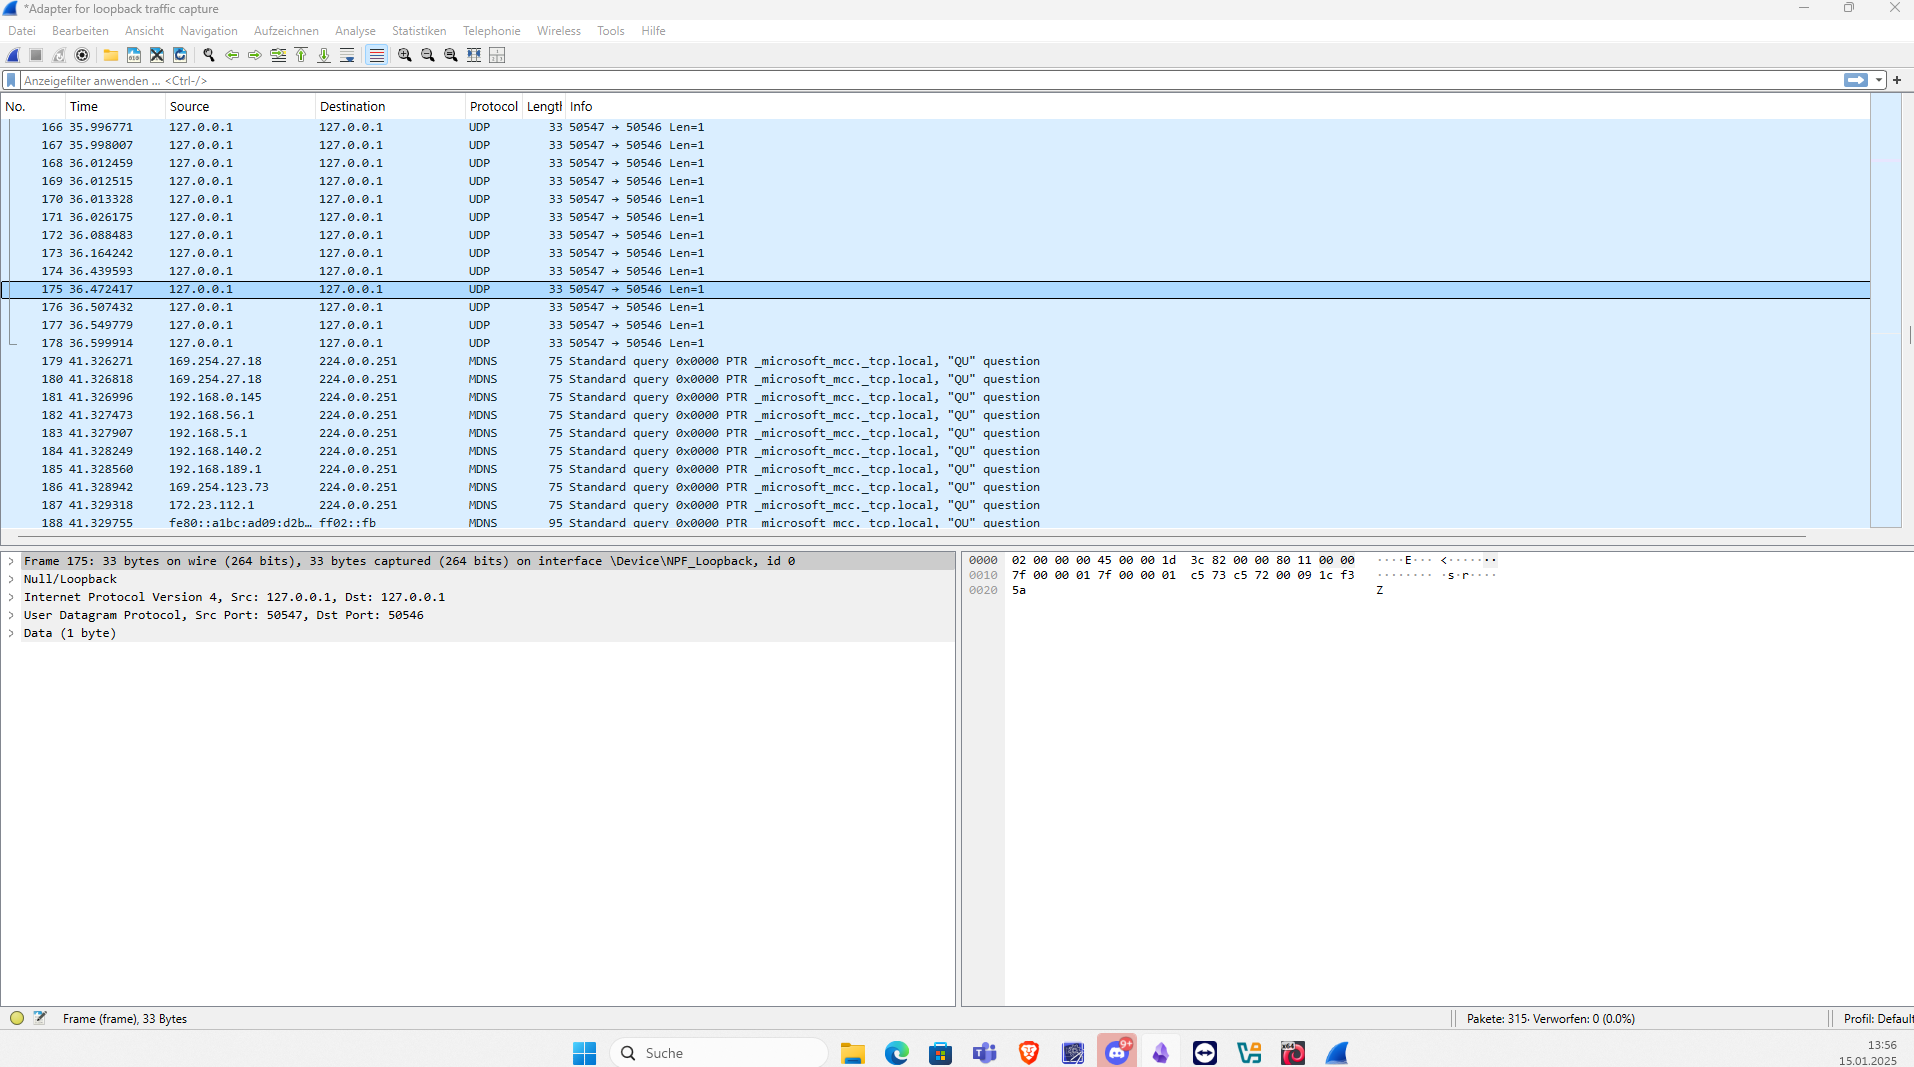 *Adapter for loopback traffic capture
Datei Bearbeiten Ansicht Navigation Aufzeichnen Analyse Statistiken Telephonie Wireless Tools Hilfe
Anzeigefilter anwenden ... <Ctrl-/>
No. Time Source Destination Protocol Length Info
166 35.996771 127.0.0.1 127.0.0.1 UDP 33 50547 → 50546 Len=1
167 35.998007 127.0.0.1 127.0.0.1 UDP 33 50547 → 50546 Len=1
168 36.012459 127.0.0.1 127.0.0.1 UDP 33 50547 → 50546 Len=1
169 36.012515 127.0.0.1 127.0.0.1 UDP 33 50547 → 50546 Len=1
170 36.013328 127.0.0.1 127.0.0.1 UDP 33 50547 → 50546 Len=1
171 36.026175 127.0.0.1 127.0.0.1 UDP 33 50547 → 50546 Len=1
172 36.088483 127.0.0.1 127.0.0.1 UDP 33 50547 → 50546 Len=1
173 36.164242 127.0.0.1 127.0.0.1 UDP 33 50547 → 50546 Len=1
174 36.439593 127.0.0.1 127.0.0.1 UDP 33 50547 → 50546 Len=1
175 36.472417 127.0.0.1 127.0.0.1 UDP 33 50547 → 50546 Len=1
176 36.507432 127.0.0.1 127.0.0.1 UDP 33 50547 → 50546 Len=1
177 36.549779 127.0.0.1 127.0.0.1 UDP 33 50547 → 50546 Len=1
178 36.599914 127.0.0.1 127.0.0.1 UDP 33 50547 → 50546 Len=1
179 41.326271 169.254.27.18 224.0.0.251 MDNS 75 Standard query 0x0000 PTR _microsoft_mcc._tcp.local, "QU" question
180 41.326818 169.254.27.18 224.0.0.251 MDNS 75 Standard query 0x0000 PTR _microsoft_mcc._tcp.local, "QU" question
181 41.326996 192.168.0.145 224.0.0.251 MDNS 75 Standard query 0x0000 PTR _microsoft_mcc._tcp.local, "QU" question
182 41.327473 192.168.56.1 224.0.0.251 MDNS 75 Standard query 0x0000 PTR _microsoft_mcc._tcp.local, "QU" question
183 41.327907 192.168.5.1 224.0.0.251 MDNS 75 Standard query 0x0000 PTR _microsoft_mcc._tcp.local, "QU" question
184 41.328249 192.168.140.2 224.0.0.251 MDNS 75 Standard query 0x0000 PTR _microsoft_mcc._tcp.local, "QU" question
185 41.328560 192.168.189.1 224.0.0.251 MDNS 75 Standard query 0x0000 PTR _microsoft_mcc._tcp.local, "QU" question
186 41.328942 169.254.123.73 224.0.0.251 MDNS 75 Standard query 0x0000 PTR _microsoft_mcc._tcp.local, "QU" question
187 41.329318 172.23.112.1 224.0.0.251 MDNS 75 Standard query 0x0000 PTR _microsoft_mcc._tcp.local, "QU" question
188 41.329755 fe80::a1bc:ad09:d2b… ff02::fb MDNS 95 Standard query 0x0000 PTR _microsoft_mcc._tcp.local, "QU" question
Frame 175: 33 bytes on wire (264 bits), 33 bytes captured (264 bits) on interface \Device\NPF_Loopback, id 0
Null/Loopback
Internet Protocol Version 4, Src: 127.0.0.1, Dst: 127.0.0.1
User Datagram Protocol, Src Port: 50547, Dst Port: 50546
Data (1 byte)
0000 02 00 00 00 45 00 00 1d 3c 82 00 00 80 11 00 00 ····E··· <·······
0010 7f 00 00 01 7f 00 00 01 c5 73 c5 72 00 09 1c f3 ········ ·s·r····
0020 5a Z
Frame (frame), 33 Bytes
Pakete: 315· Verworfen: 0 (0.0%)
Profil: Default
Suche
9+
13:56
15.01.2025